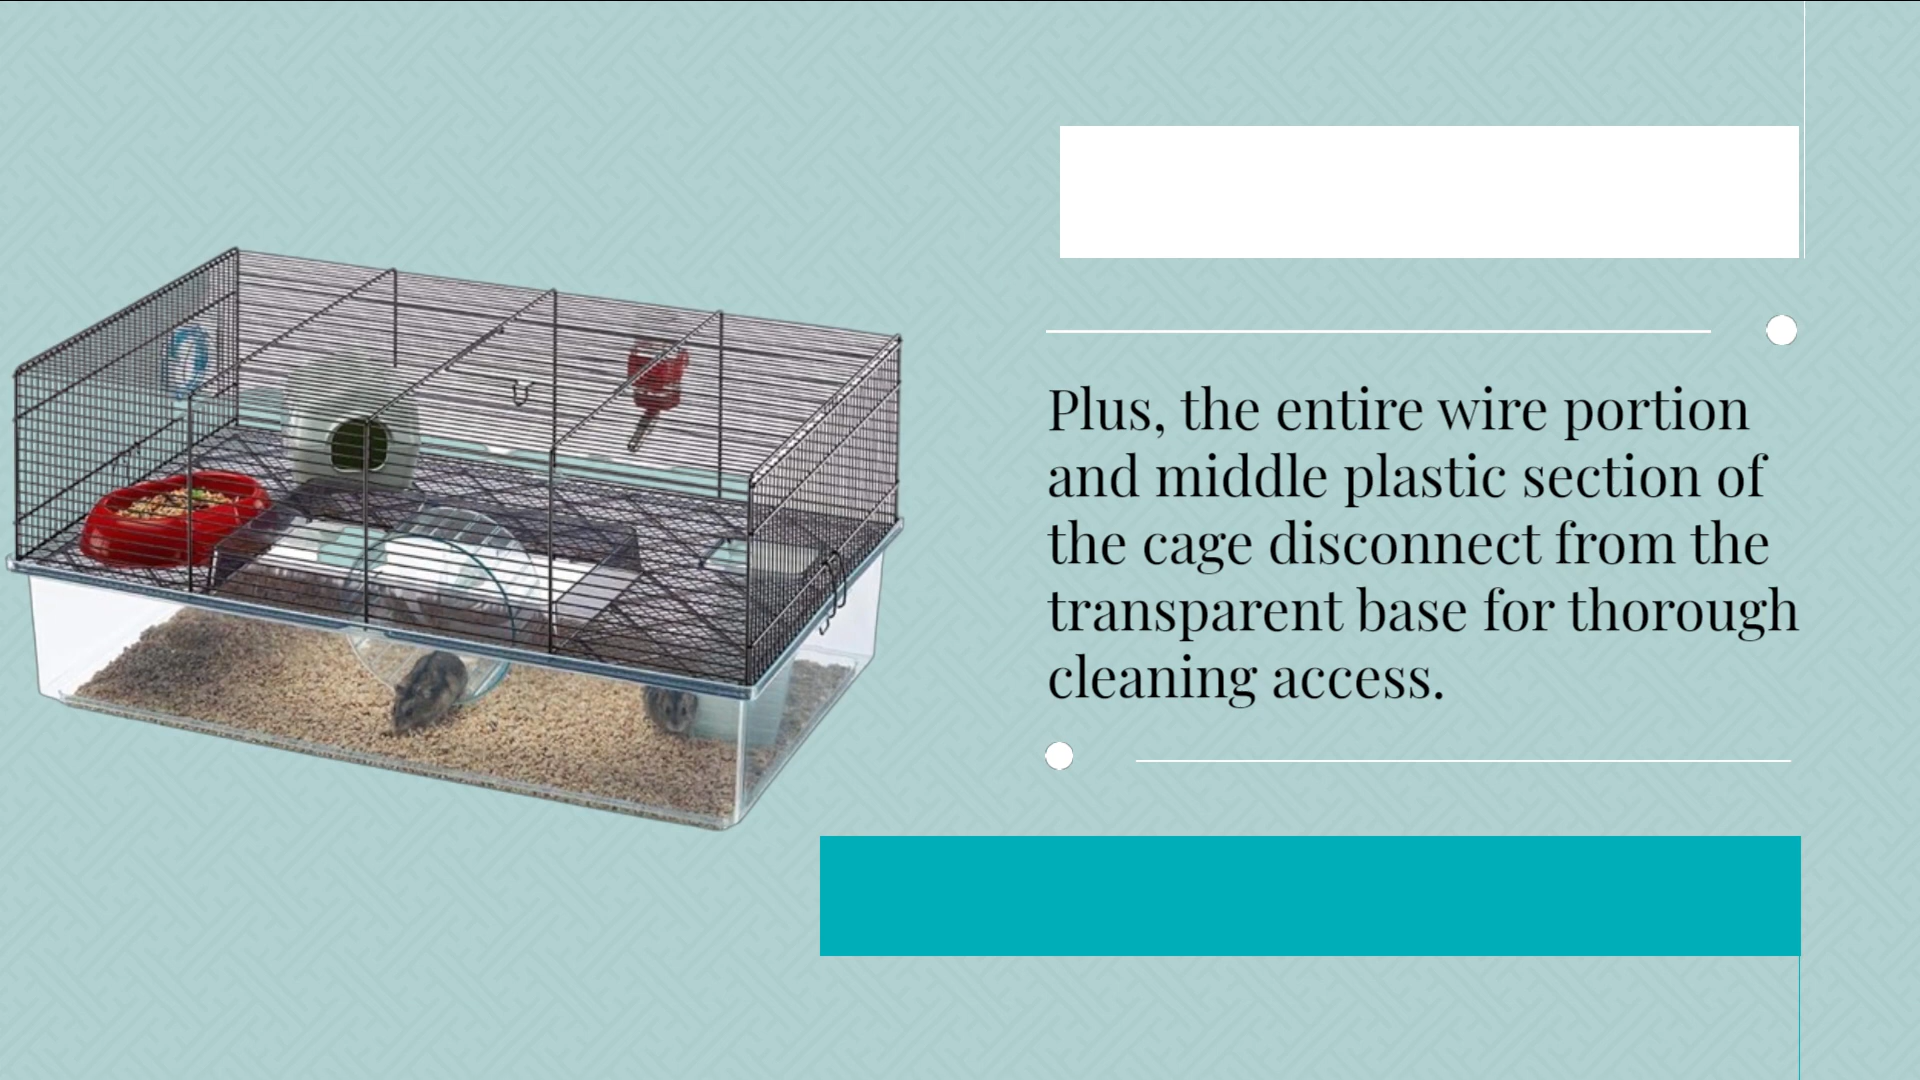 Plus, the entire wire portion
and middle plastic section of
the cage disconnect from the
transparent base for thorough
cleaning access.